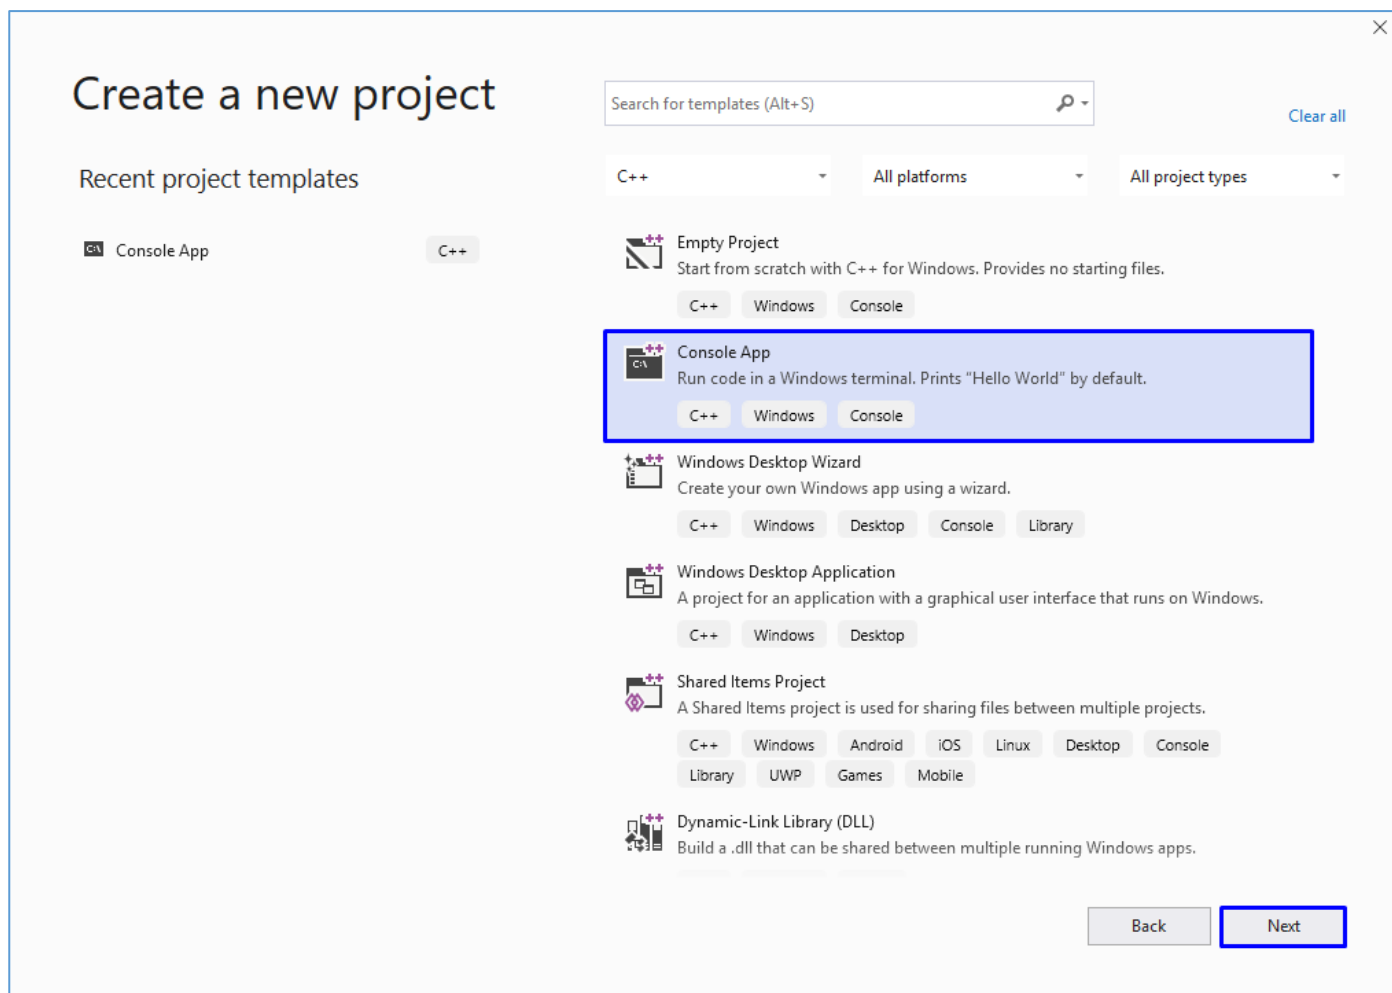 Create a new project
Search for templates (Alt+S)
Clear all
Recent project templates
C++
All platforms
All project types
Console App
C++
Empty Project
Start from scratch with C++ for Windows. Provides no starting files.
C++ Windows Console
Console App
Run code in a Windows terminal. Prints "Hello World" by default.
C++ Windows Console
Windows Desktop Wizard
Create your own Windows app using a wizard.
C++ Windows Desktop Console Library
Windows Desktop Application
A project for an application with a graphical user interface that runs on Windows.
C++ Windows Desktop
Shared Items Project
A Shared Items project is used for sharing files between multiple projects.
C++ Windows Android iOS Linux Desktop Console
Library UWP Games Mobile
Dynamic-Link Library (DLL)
Build a .dll that can be shared between multiple running Windows apps.
Back
Next